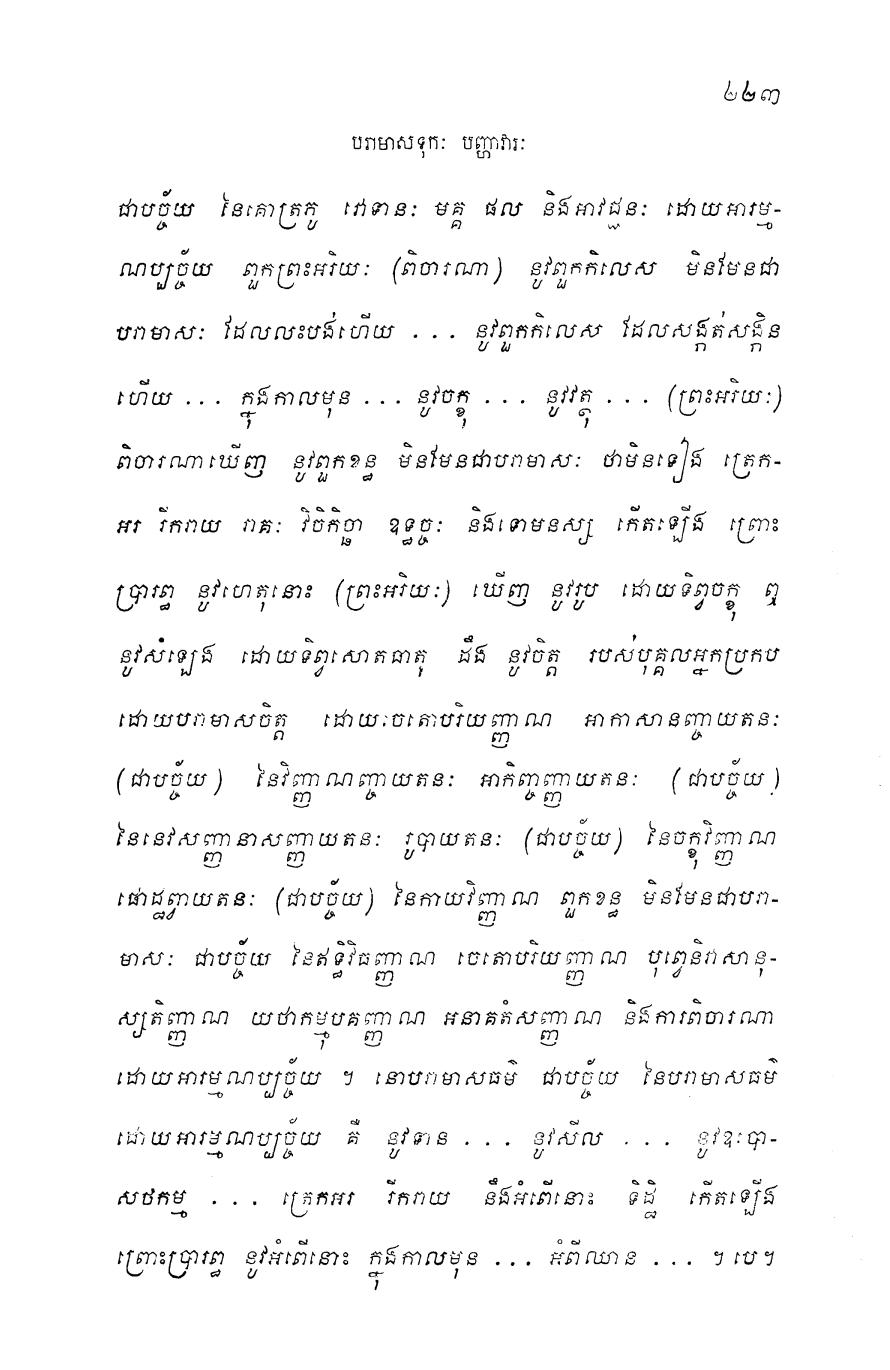 ២២៣
បរាមាសទុកៈ បញ្ហាវារៈ
ជាបច្ច័យ នៃគោត្រភូ វោទានៈ មគ្គ ផល និងអាវជ្ជនៈ ដោយអារម្ម-
ណប្បច្ច័យ ពួកព្រះអរិយៈ (ពិចារណា) នូវពួកកិលេស មិនមែនជា
បរាមាសៈ ដែលលះបង់ហើយ ... នូវពួកកិលេស ដែលសង្កត់សង្កិន
ហើយ ... ក្នុងកាលមុន ... នូវចក្ខុ ... នូវវត្ថុ ... (ព្រះអរិយៈ)
ពិចារណាឃើញ នូវពួកខន្ធ មិនមែនជាបរាមាសៈ ថាមិនទៀង ត្រេក-
អរ រីករាយ រាគៈ វិចិកិច្ឆា ឧទ្ធច្ចៈ និងទោមនស្ស កើតឡើង ព្រោះ
ប្រារព្ធ នូវហេតុនោះ (ព្រះអរិយៈ) ឃើញ នូវរូប ដោយទិព្វចក្ខុ ឮ
នូវសំឡេង ដោយទិព្វសោតធាតុ ដឹង នូវចិត្ត របស់បុគ្គលអ្នកប្រកប
ដោយបរាមាសចិត្ត ដោយចេតោបរិយញ្ញាណ អាកាសានញ្ចាយតនៈ
(ជាបច្ច័យ) នៃវិញ្ញាណញ្ចាយតនៈ អាកិញ្ចញ្ញាយតនៈ (ជាបច្ច័យ)
នៃនេវសញ្ញានាសញ្ញាយតនៈ រូបាយតនៈ (ជាបច្ច័យ) នៃចក្ខុវិញ្ញាណ
ផោដ្ឋព្វាយតនៈ (ជាបច្ច័យ) នៃកាយវិញ្ញាណ ពួកខន្ធ មិនមែនជាបរា-
មាសៈ ជាបច្ច័យ នៃឥទ្ធិវិធញ្ញាណ ចេតោបរិយញ្ញាណ បុព្វេនិវាសានុ-
ស្សតិញ្ញាណ យថាកម្មុបគញ្ញាណ អនាគតំសញ្ញាណ និងការពិចារណា
ដោយអារម្មណប្បច្ច័យ ។ នោបរាមាសធម៌ ជាបច្ច័យ នៃបរាមាសធម៌
ដោយអារម្មណប្បច្ច័យ គឺ នូវទាន ... នូវសីល ... នូវឧបោ-
សថកម្ម ... ត្រេកអរ រីករាយ នឹងអំពើនោះ ទិដ្ឋិ កើតឡើង
ព្រោះប្រារព្ធ នូវអំពើនោះ ក្នុងកាលមុន ... អំពីឈាន ... ។បេ។